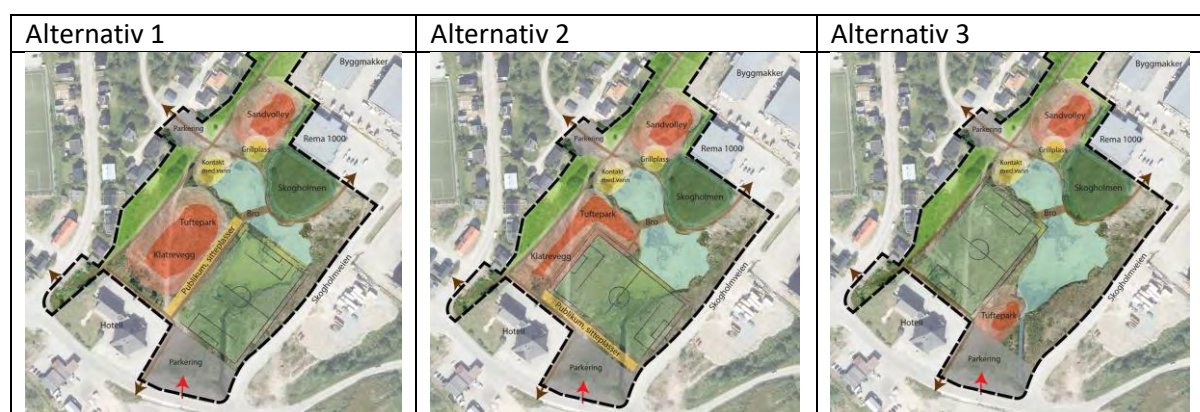 Alternativ 1
Alternativ 2
Alternativ 3
Byggmakker
Sandvolley
Parkering
Rema 1000
Grillplass
Kontakt
med vann
Skogholmen
Bro
Tuftepark
Klatrevegg
Publikum, sitteplasser
Skogholmveien
Hotell
Parkering
Byggmakker
Sandvolley
Parkering
Rema 1000
Grillplass
Kontakt
med vann
Skogholmen
Tuftepark
Bro
Klatrevegg
Publikum, sitteplasser
Skogholmveien
Hotell
Parkering
Byggmakker
Sandvolley
Parkering
Rema 1000
Grillplass
Kontakt
med vann
Skogholmen
Bro
Skogholmveien
Tuftepark
Hotell
Parkering